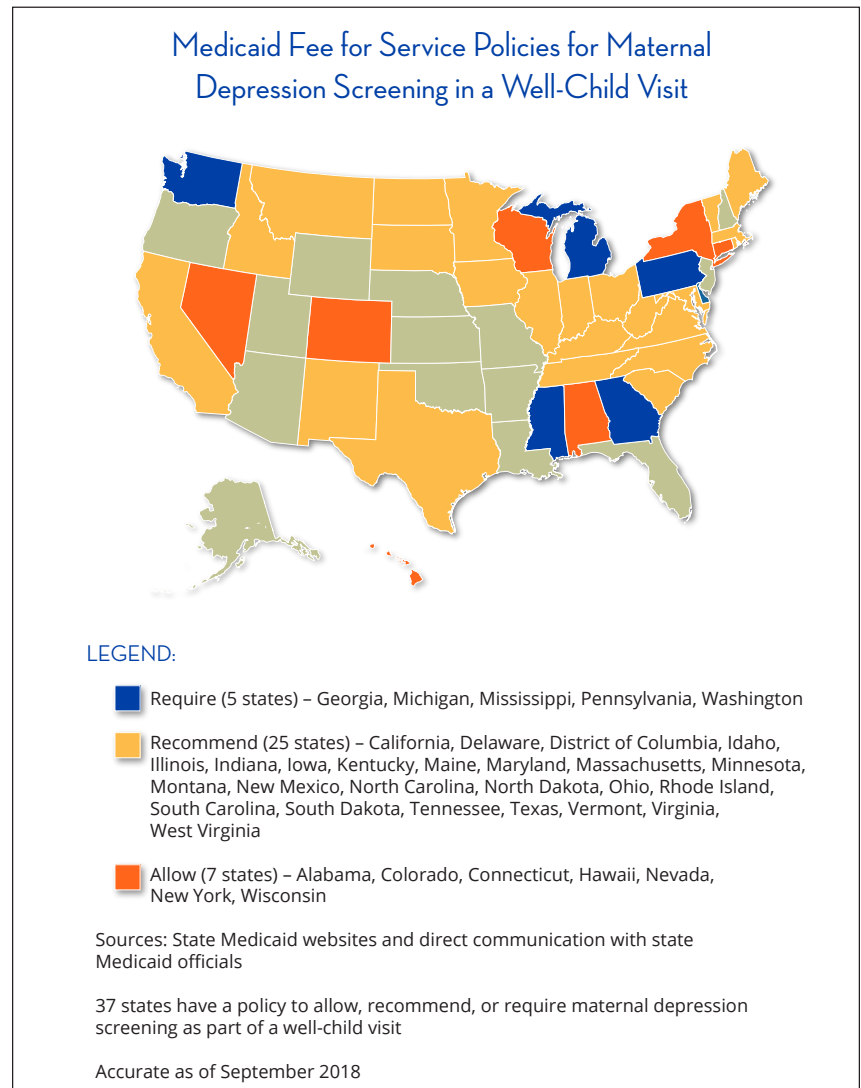 Medicaid Fee for Service Policies for Maternal
Depression Screening in a Well-Child Visit
LEGEND:
Require (5 states) – Georgia, Michigan, Mississippi, Pennsylvania, Washington
Recommend (25 states) – California, Delaware, District of Columbia, Idaho,
Illinois, Indiana, Iowa, Kentucky, Maine, Maryland, Massachusetts, Minnesota,
Montana, New Mexico, North Carolina, North Dakota, Ohio, Rhode Island,
South Carolina, South Dakota, Tennessee, Texas, Vermont, Virginia,
West Virginia
Allow (7 states) – Alabama, Colorado, Connecticut, Hawaii, Nevada,
New York, Wisconsin
Sources: State Medicaid websites and direct communication with state
Medicaid officials
37 states have a policy to allow, recommend, or require maternal depression
screening as part of a well-child visit
Accurate as of September 2018